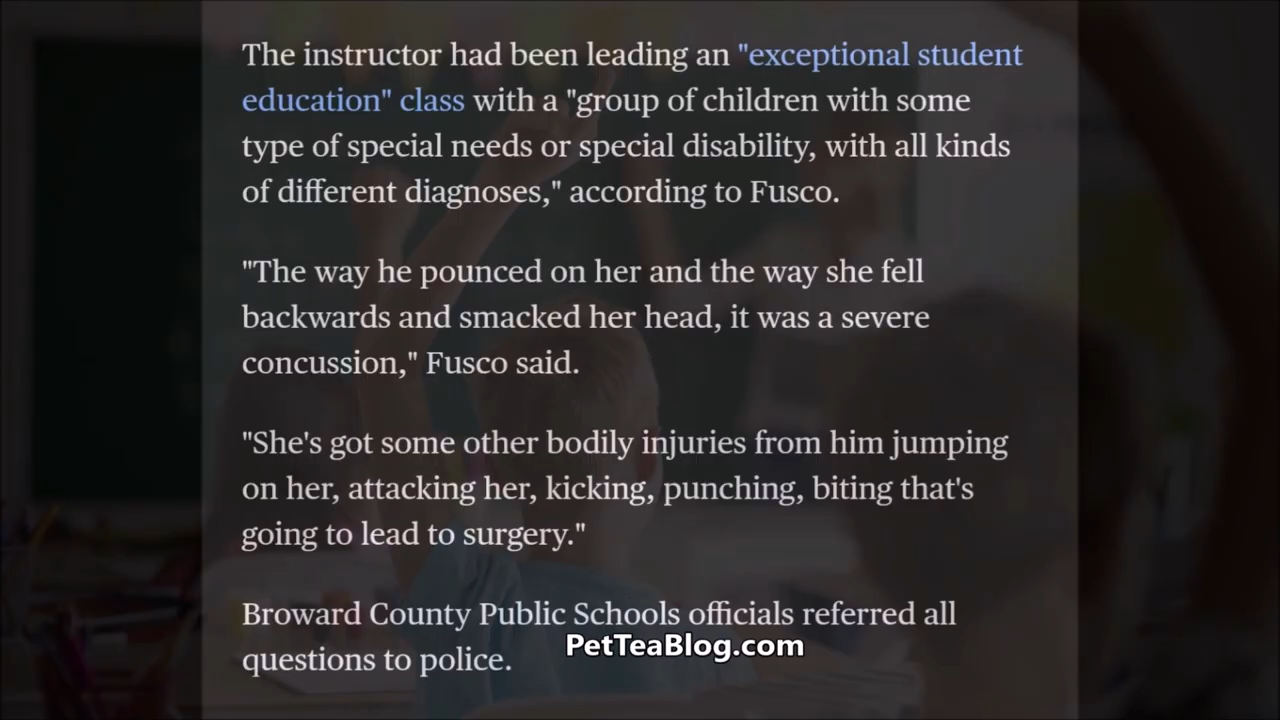 The instructor had been leading an "exceptional student
education" class with a "group of children with some
type of special needs or special disability, with all kinds
of different diagnoses," according to Fusco.
"The way he pounced on her and the way she fell
backwards and smacked her head, it was a severe
concussion," Fusco said.
"She's got some other bodily injuries from him jumping
on her, attacking her, kicking, punching, biting that's
going to lead to surgery."
Broward County Public Schools officials referred all
questions to police.
PetTeaBlog.com